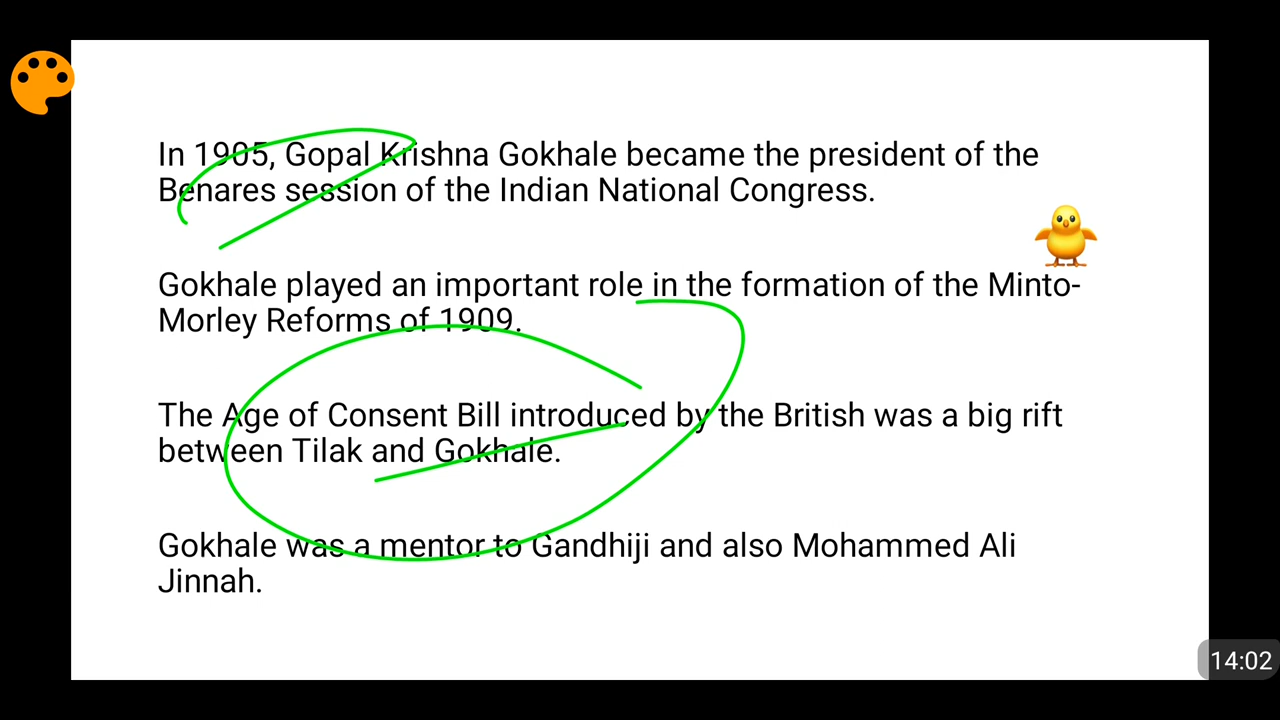 In 1905, Gopal Krishna Gokhale became the president of the
Benares session of the Indian National Congress.
Gokhale played an important role in the formation of the Minto-
Morley Reforms of 1909.
The Age of Consent Bill introduced by the British was a big rift
between Tilak and Gokhale.
Gokhale was a mentor to Gandhiji and also Mohammed Ali
Jinnah.
14:02